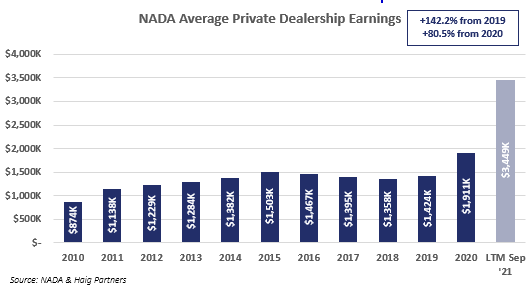 NADA Average Private Dealership Earnings
+142.2% from 2019
+80.5% from 2020
$4,000K
$3,500K
$3,000K
$2,500K
$2,000K
$1,500K
$1,000K
$500K
$-
$874K
$1,138K
$1,229K
$1,284K
$1,382K
$1,503K
$1,467K
$1,395K
$1,358K
$1,424K
$1,911K
$3,449K
2010 2011 2012 2013 2014 2015 2016 2017 2018 2019 2020 LTM Sep
'21
Source: NADA & Haig Partners